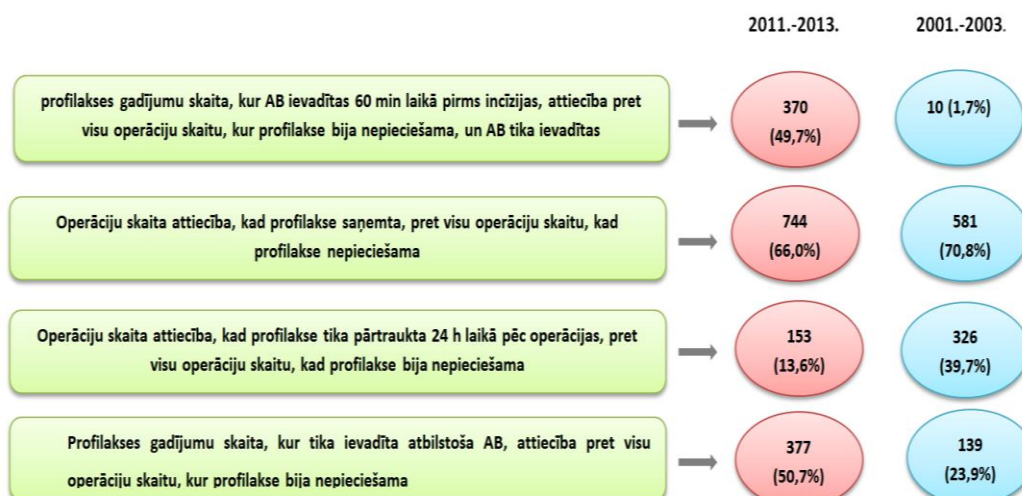 2011.-2013. 2001.-2003.
profilakses gadījumu skaita, kur AB ievadītas 60 min laikā pirms incīzijas, attiecība pret
visu operāciju skaitu, kur profilakse bija nepieciešama, un AB tika ievadītas
370
(49,7%)
10 (1,7%)
Operāciju skaita attiecība, kad profilakse saņemta, pret visu operāciju skaitu, kad
profilakse nepieciešama
744
(66,0%)
581
(70,8%)
Operāciju skaita attiecība, kad profilakse tika pārtraukta 24 h laikā pēc operācijas, pret
visu operāciju skaitu, kad profilakse bija nepieciešama
153
(13,6%)
326
(39,7%)
Profilakses gadījumu skaita, kur tika ievadīta atbilstoša AB, attiecība pret visu
operāciju skaitu, kur profilakse bija nepieciešama
377
(50,7%)
139
(23,9%)